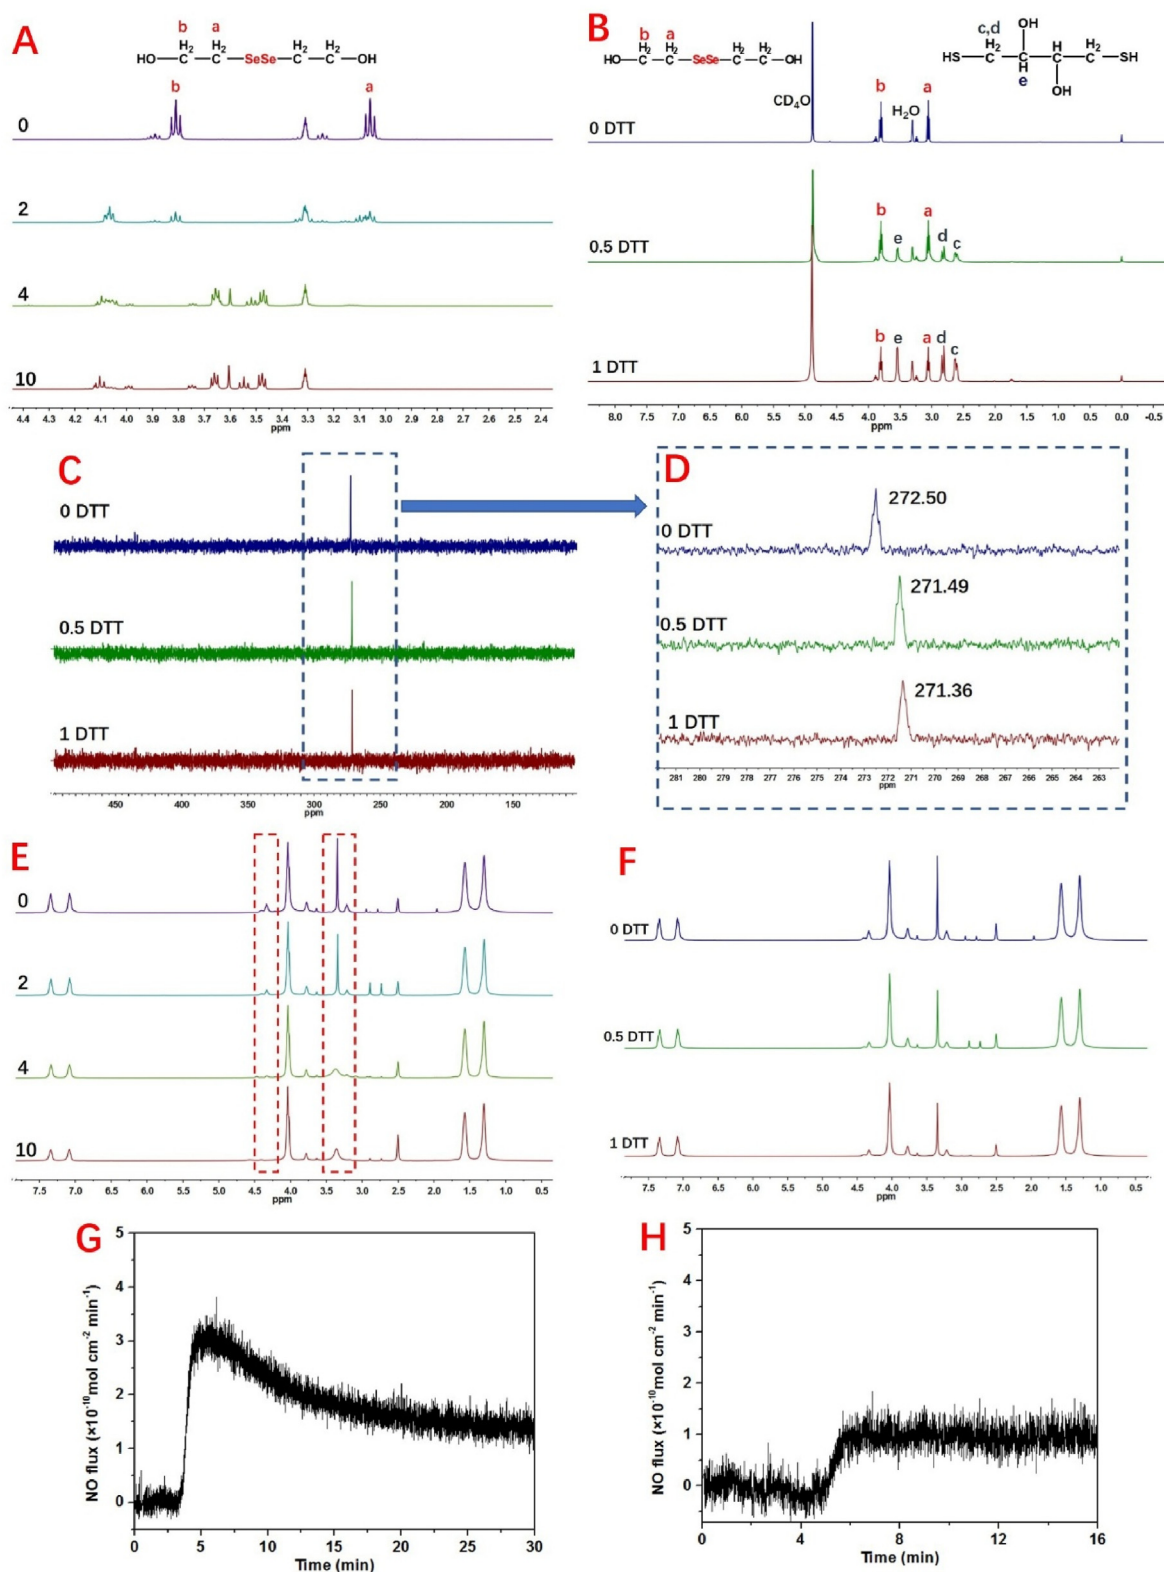 A
b a
H₂ H₂ H₂
HO–C–C–SeSe–C–C–OH
b a
0
2
4
10
4.4 4.3 4.2 4.1 4.0 3.9 3.8 3.7 3.6 3.5 3.4 3.3 3.2 3.1 3.0 2.9 2.8 2.7 2.6 2.5 2.4
ppm
B
b a
H₂ H₂ H₂
HO–C–C–SeSe–C–C–OH
c,d OH
H₂ H H₂
HS–C–C–C–C–SH
H
e OH
CD₄O b H₂O a
0 DTT
b e a d c
0.5 DTT
b e a d c
1 DTT
8.0 7.5 7.0 6.5 6.0 5.5 5.0 4.5 4.0 3.5 3.0 2.5 2.0 1.5 1.0 0.5 0.0 -0.5
ppm
C
0 DTT
0.5 DTT
1 DTT
450 400 350 300 250 200 150 100
ppm
D
272.50
0 DTT
271.49
0.5 DTT
271.36
1 DTT
281 280 279 278 277 276 275 274 273 272 271 270 269 268 267 266 265 264 263
ppm
E
0
2
4
10
7.5 7.0 6.5 6.0 5.5 5.0 4.5 4.0 3.5 3.0 2.5 2.0 1.5 1.0 0.5
ppm
F
0 DTT
0.5 DTT
1 DTT
7.5 7.0 6.5 6.0 5.5 5.0 4.5 4.0 3.5 3.0 2.5 2.0 1.5 1.0 0.5
ppm
G
NO flux (×10⁻¹⁰mol cm⁻² min⁻¹)
5
4
3
2
1
0
0 5 10 15 20 25 30
Time (min)
H
NO flux (×10⁻¹⁰mol cm⁻² min⁻¹)
5
4
3
2
1
0
0 4 8 12 16
Time (min)